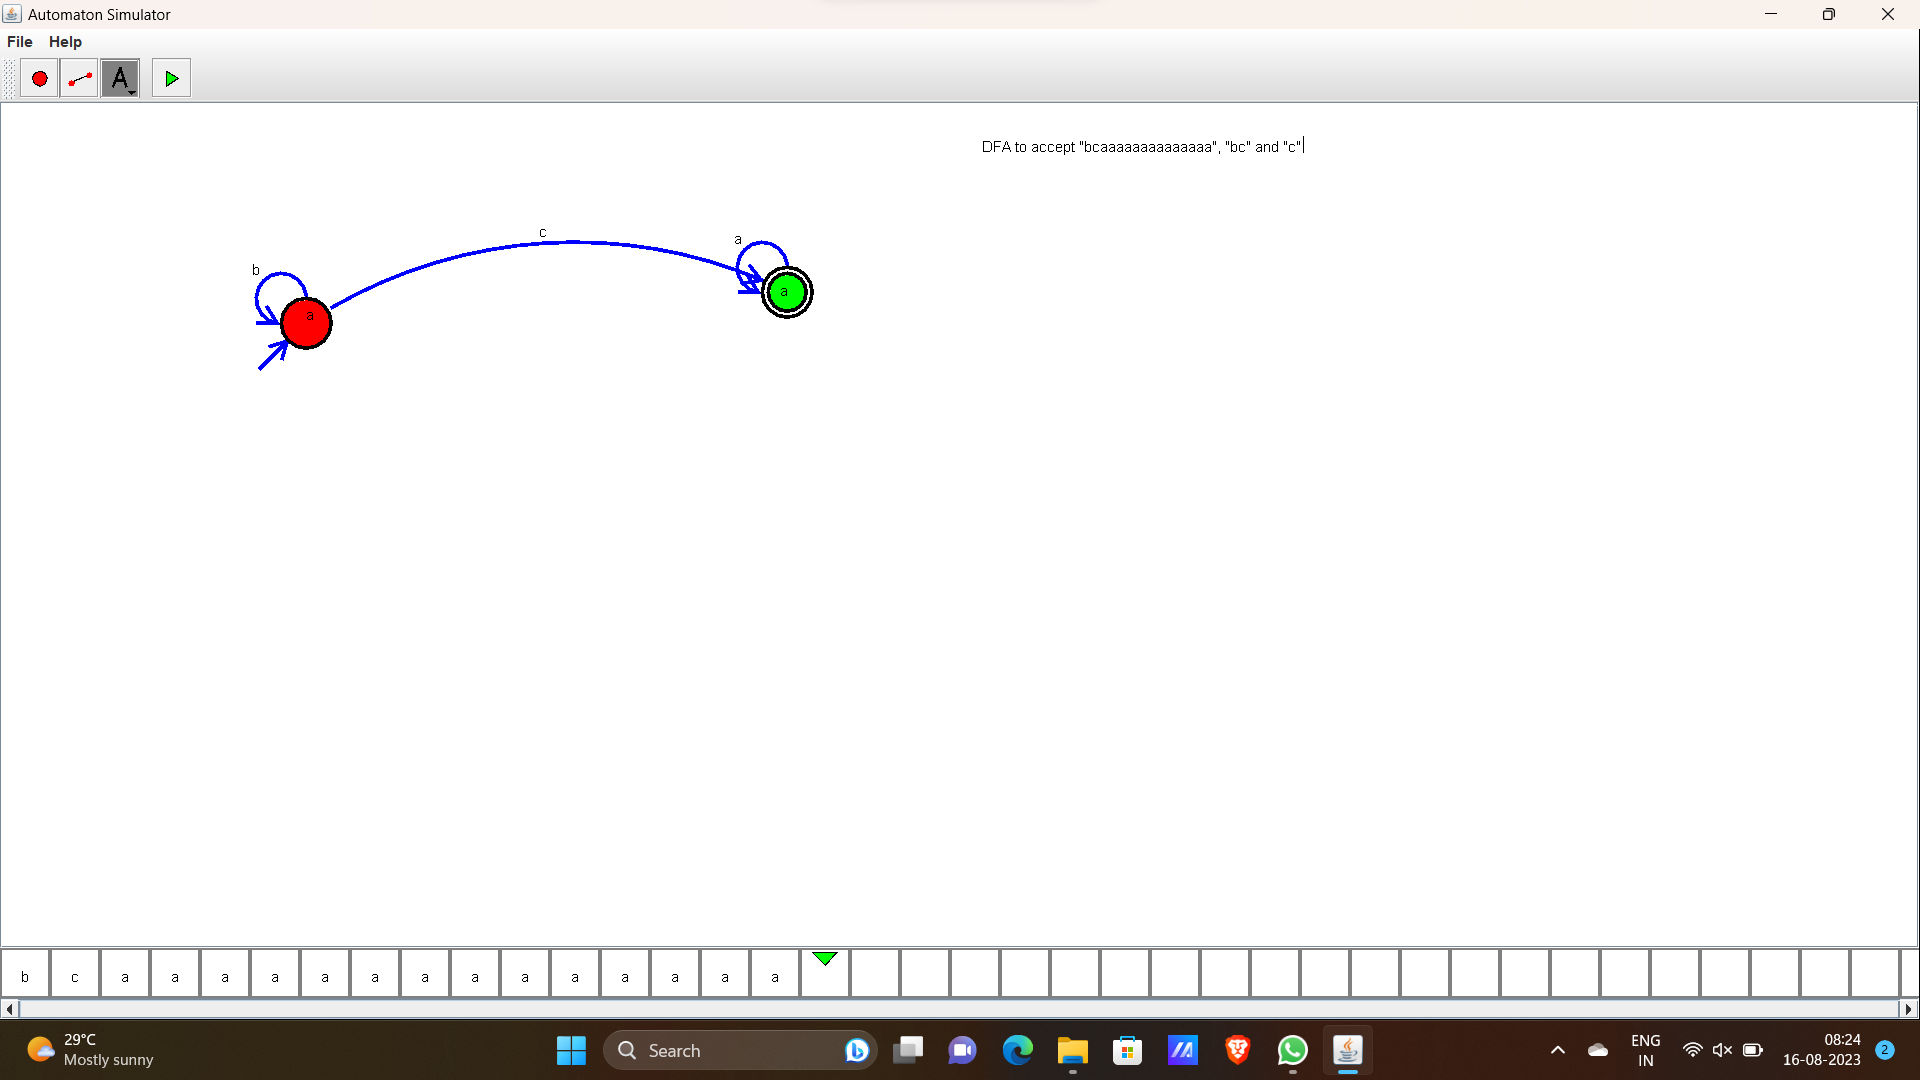 Automaton Simulator
File Help
A
DFA to accept "bcaaaaaaaaaaaaaa", "bc" and "c"
c
a
b
a
a
b c a a a a a a a a a a a a a a
29°C
Mostly sunny
Search
ENG
IN
08:24
16-08-2023
2